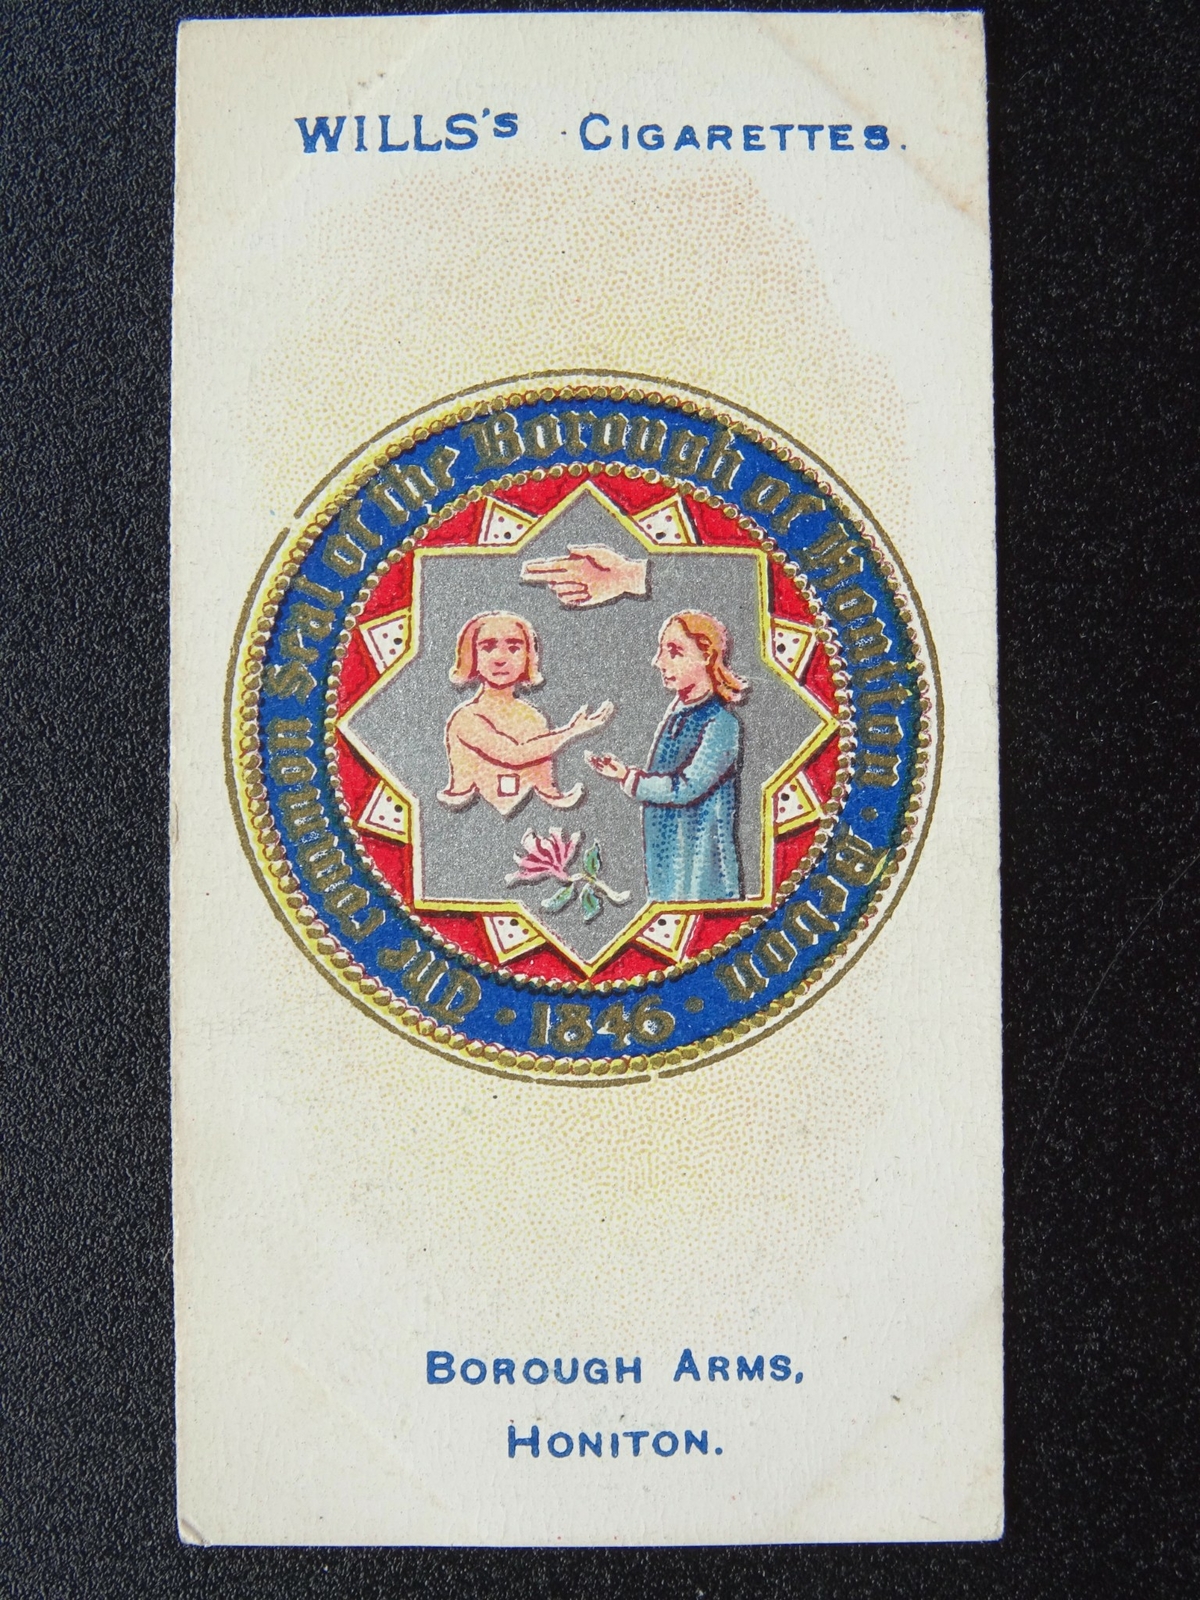 WILLS's CIGARETTES.
The common Seal of the Borough of Honiton · Devon · 1846 ·
BOROUGH ARMS,
HONITON.